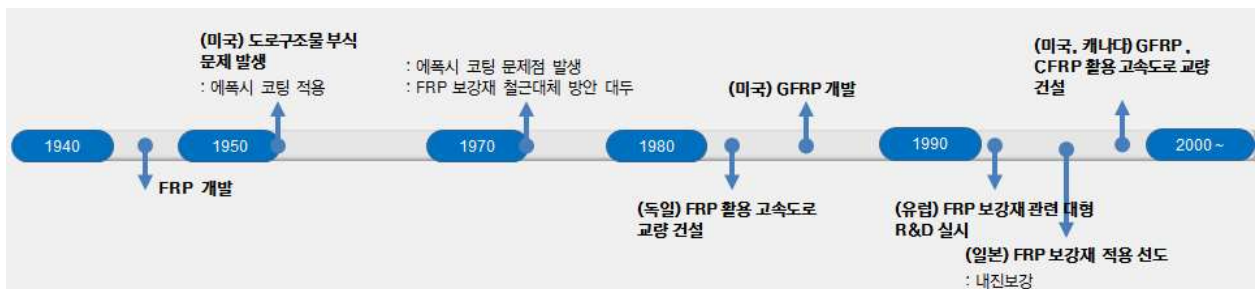 (미국) 도로구조물 부식
문제 발생
: 에폭시 코팅 적용
: 에폭시 코팅 문제점 발생
: FRP 보강재 철근대체 방안 대두
(미국) GFRP 개발
(미국, 캐나다) GFRP ,
CFRP 활용 고속도로 교량
건설
1940
1950
1970
1980
1990
2000 ~
FRP 개발
(독일) FRP 활용 고속도로
교량 건설
(유럽) FRP 보강재 관련 대형
R&D 실시
(일본) FRP 보강재 적용 선도
: 내진보강